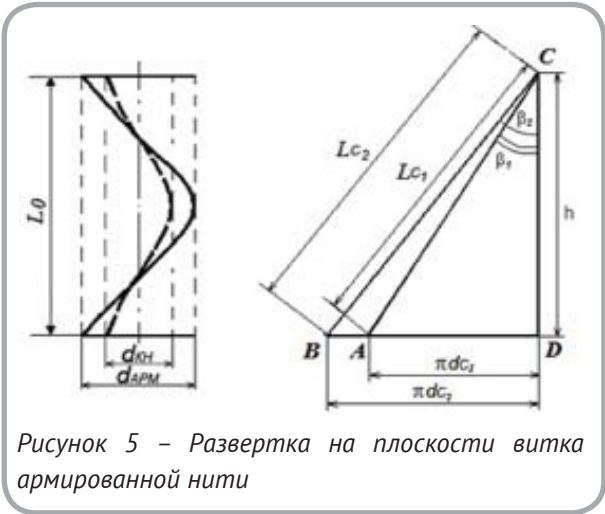 C
β₂
β₁
Lc₂
Lc₁
L₀
h
B A D
dКН
dАРМ
πdc₁
πdc₂
Рисунок 5 – Развертка на плоскости витка
армированной нити